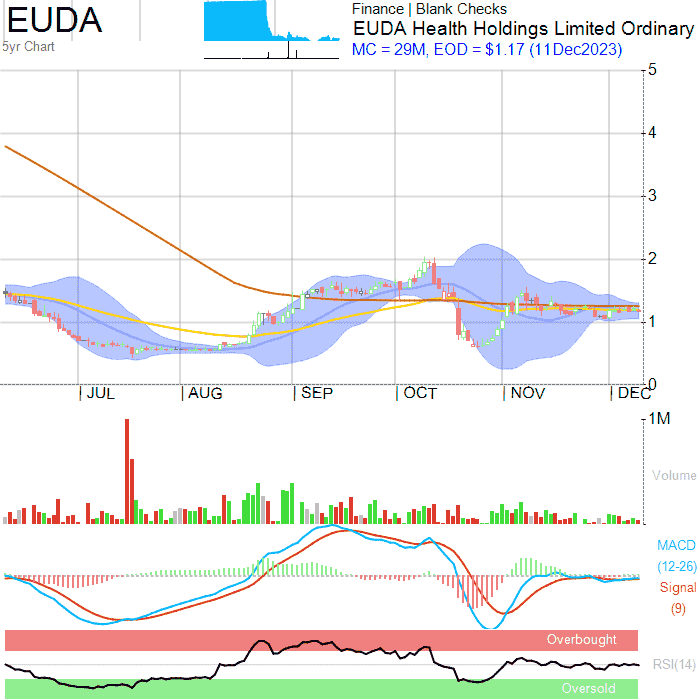 EUDA
5yr Chart
Finance | Blank Checks
EUDA Health Holdings Limited Ordinary
MC = 29M, EOD = $1.17 (11Dec2023)
5
4
3
2
1
0
JUL AUG SEP OCT NOV DEC
1M
Volume
MACD
(12-26)
Signal
(9)
Overbought
RSI(14)
Oversold